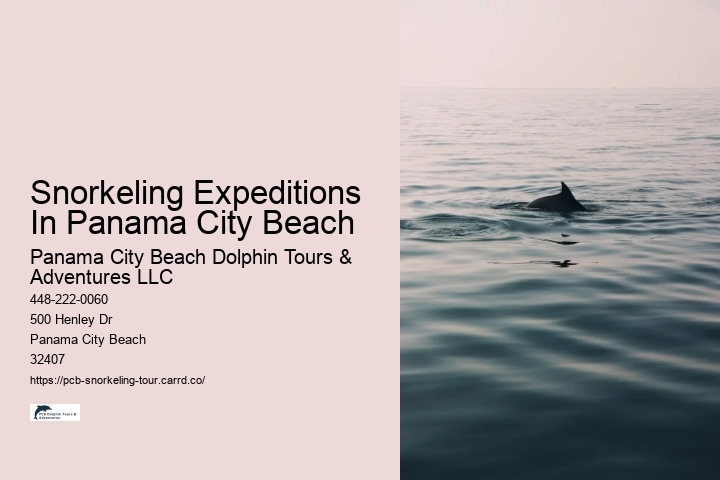 Snorkeling Expeditions
In Panama City Beach
Panama City Beach Dolphin Tours &
Adventures LLC
448-222-0060
500 Henley Dr
Panama City Beach
32407
https://pcb-snorkeling-tour.carrd.co/
PCB Dolphin Tours &
Adventures